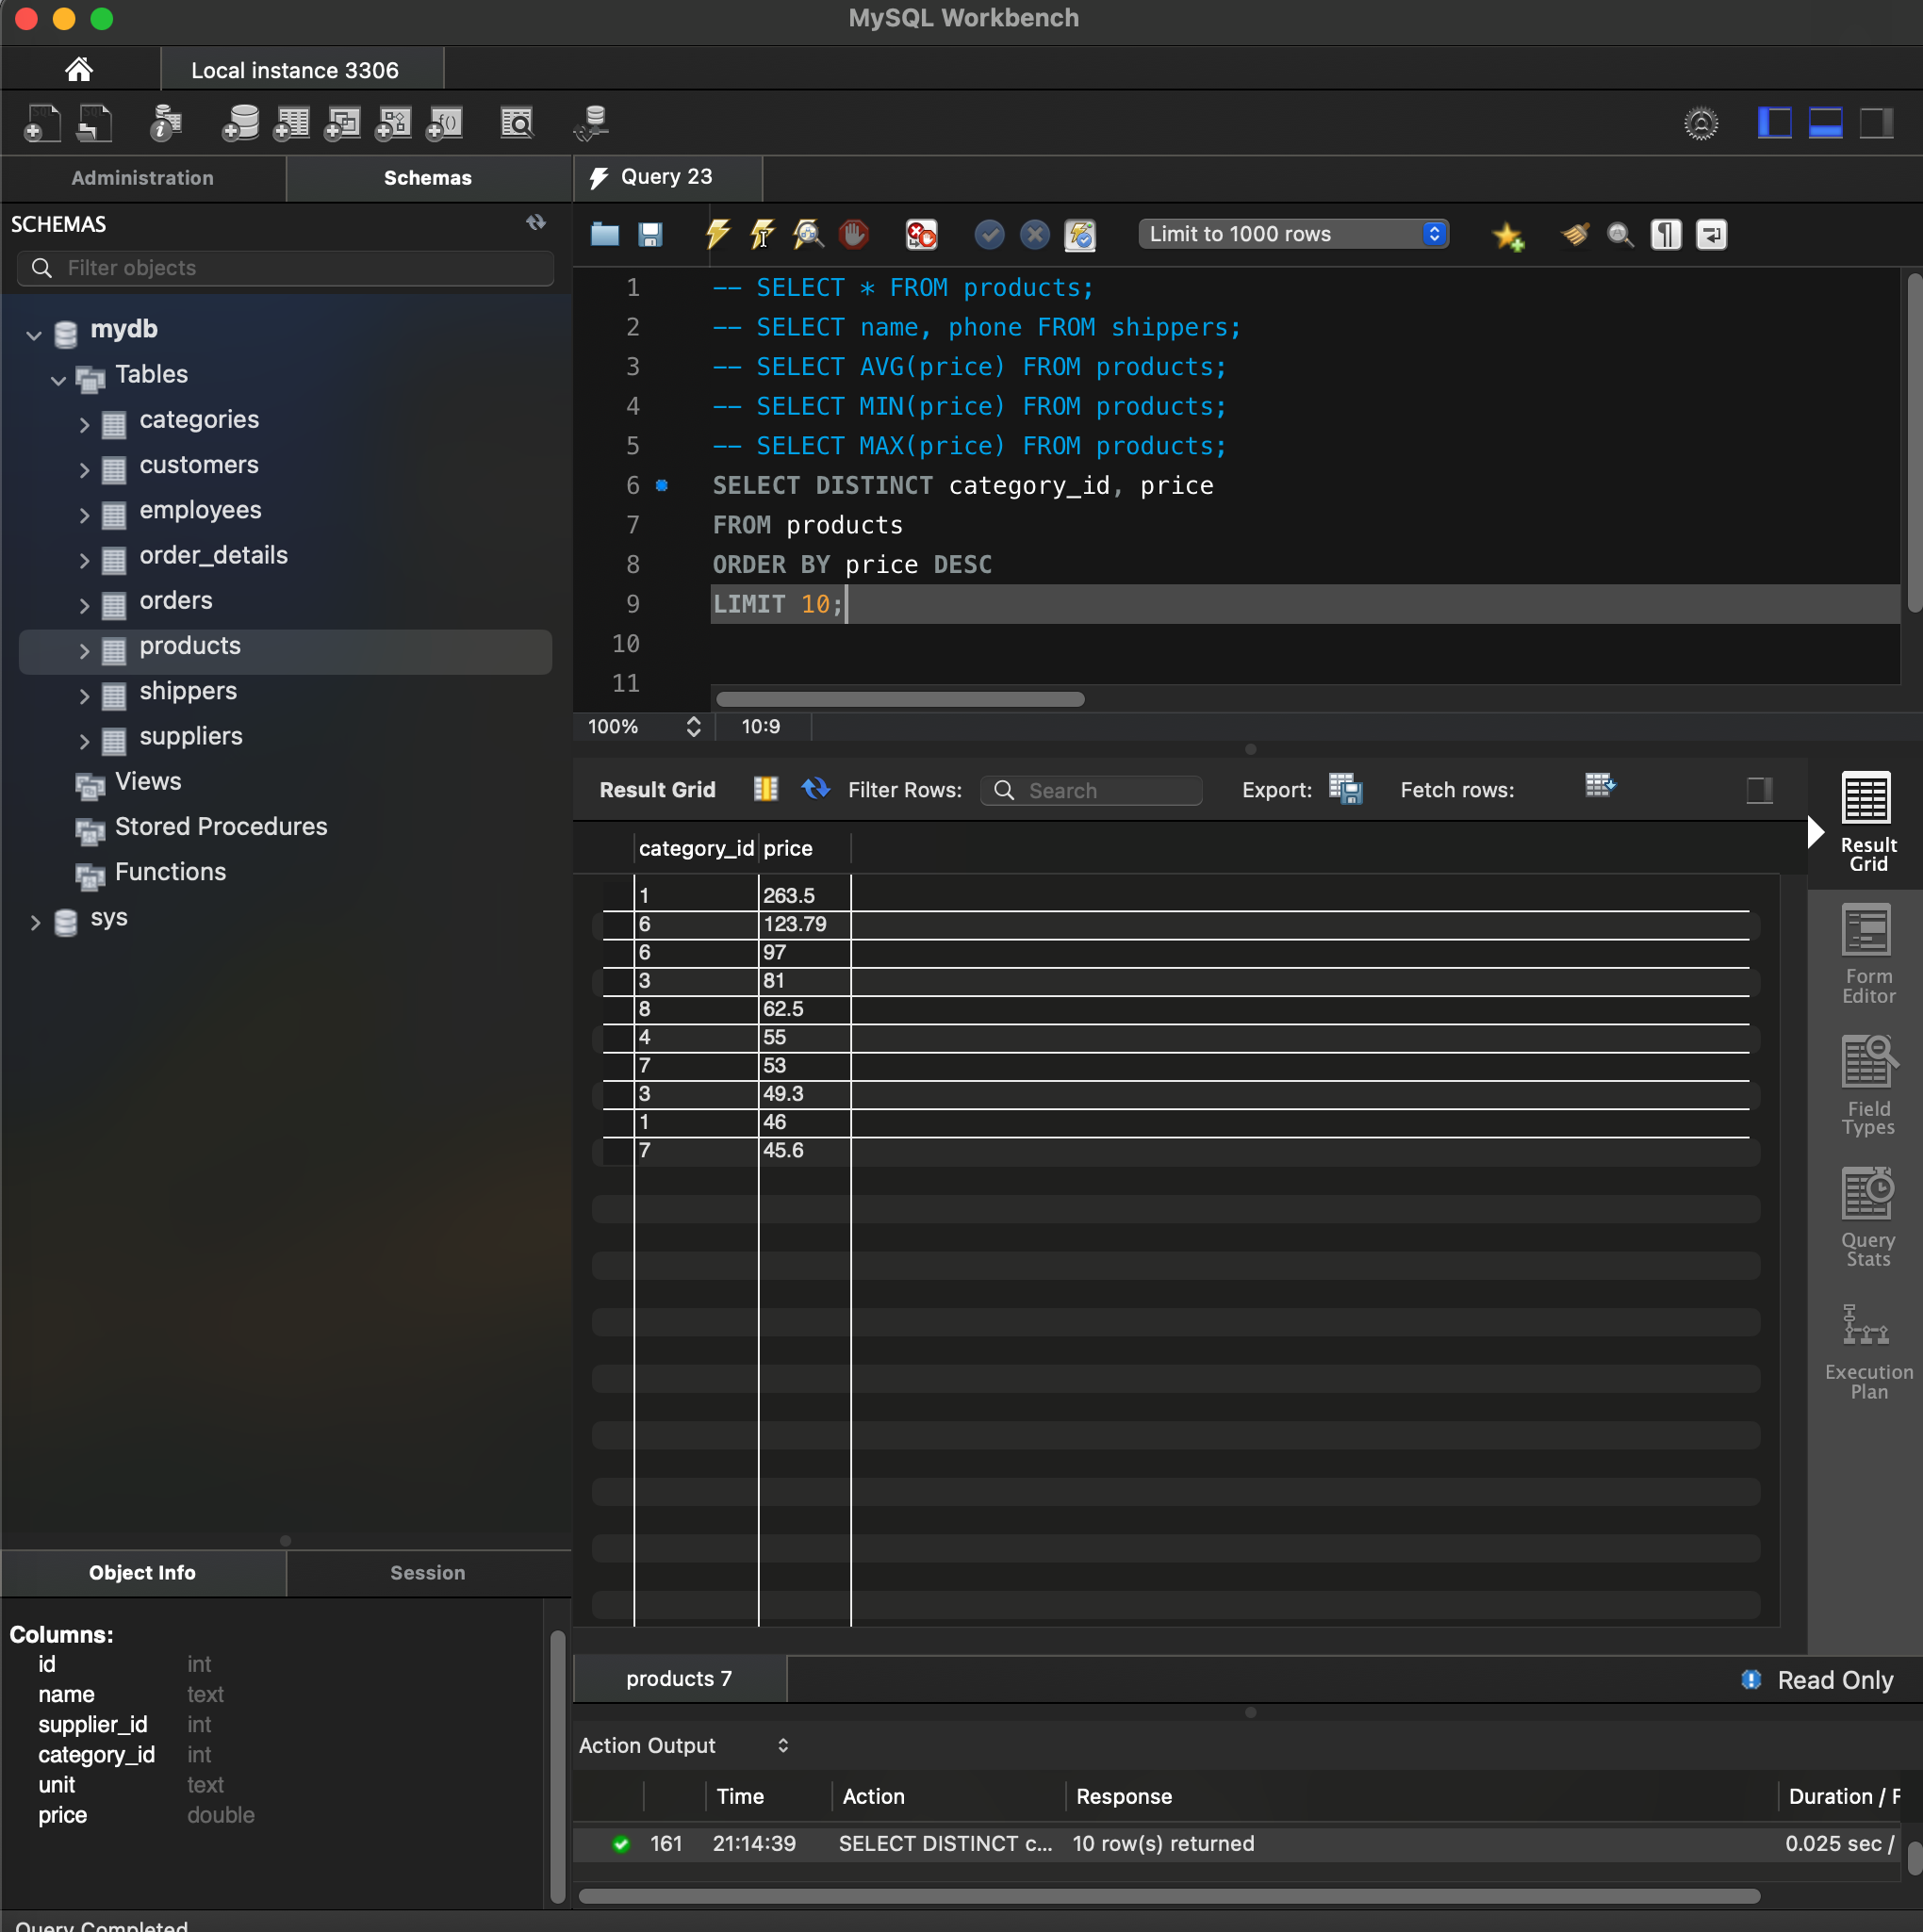 MySQL Workbench
Local instance 3306
Administration
Schemas
Query 23
SCHEMAS
Filter objects
mydb
Tables
categories
customers
employees
order_details
orders
products
shippers
suppliers
Views
Stored Procedures
Functions
sys
Limit to 1000 rows
1 -- SELECT * FROM products;
2 -- SELECT name, phone FROM shippers;
3 -- SELECT AVG(price) FROM products;
4 -- SELECT MIN(price) FROM products;
5 -- SELECT MAX(price) FROM products;
6 SELECT DISTINCT category_id, price
7 FROM products
8 ORDER BY price DESC
9 LIMIT 10;
10
11
100% 10:9
Result Grid Filter Rows: Search Export: Fetch rows:
category_id price
1 263.5
6 123.79
6 97
3 81
8 62.5
4 55
7 53
3 49.3
1 46
7 45.6
Result
Grid
Form
Editor
Field
Types
Query
Stats
Execution
Plan
Object Info
Session
Columns:
id int
name text
supplier_id int
category_id int
unit text
price double
products 7
Read Only
Action Output
Time Action Response Duration / F
161 21:14:39 SELECT DISTINCT c... 10 row(s) returned 0.025 sec /
Query Completed